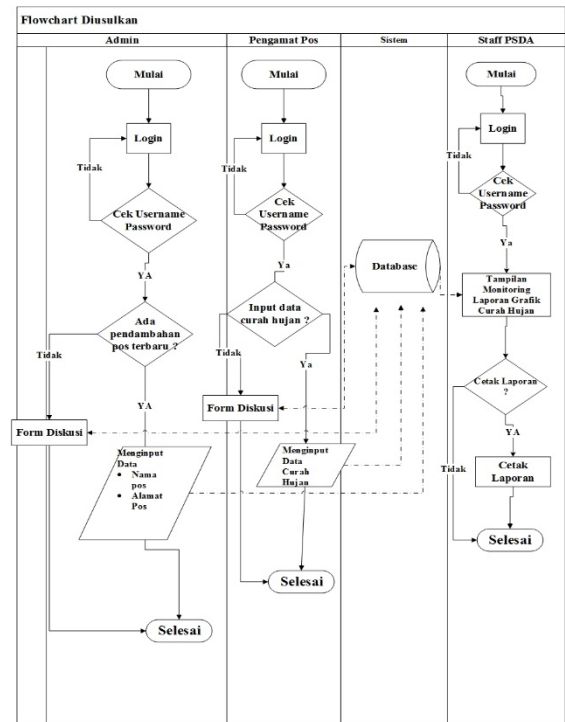 Flowchart Diusulkan
Admin
Pengamat Pos
Sistem
Staff PSDA
Mulai
Login
Tidak
Cek Username
Password
YA
Ada
pendambahan
pos terbaru ?
Tidak
YA
Form Diskusi
Menginput
Data
• Nama
pos
• Alamat
Pos
Selesai
Mulai
Login
Tidak
Cek
Username
Password
Ya
Input data
curah hujan ?
Tidak
Ya
Form Diskusi
Menginput
Data
Curah
Hujan
Selesai
Database
Mulai
Login
Tidak
Cek
Username
Password
Ya
Tampilan
Monitoring
Laporan Grafik
Curah Hujan
Cetak Laporan
?
YA
Tidak
Cetak
Laporan
Selesai